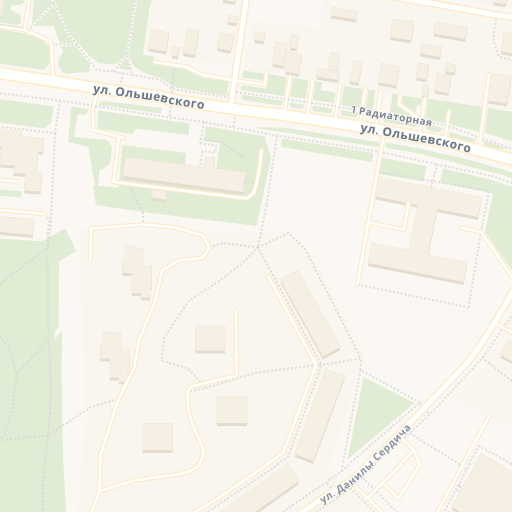 ул. Ольшевского
1 Радиаторная
ул. Ольшевского
ул. Данилы Сердича